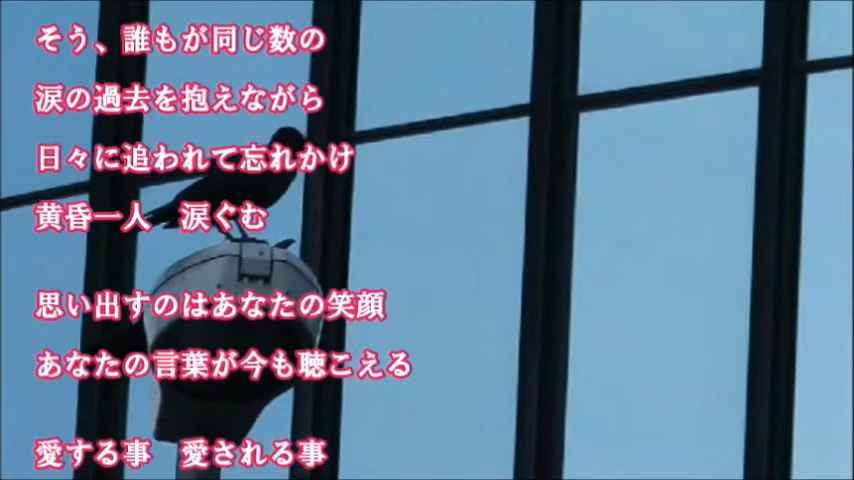 そう、誰もが同じ数の
涙の過去を抱えながら
日々に追われて忘れかけ
黄昏一人　涙ぐむ
思い出すのはあなたの笑顔
あなたの言葉が今も聴こえる
愛する事　愛される事